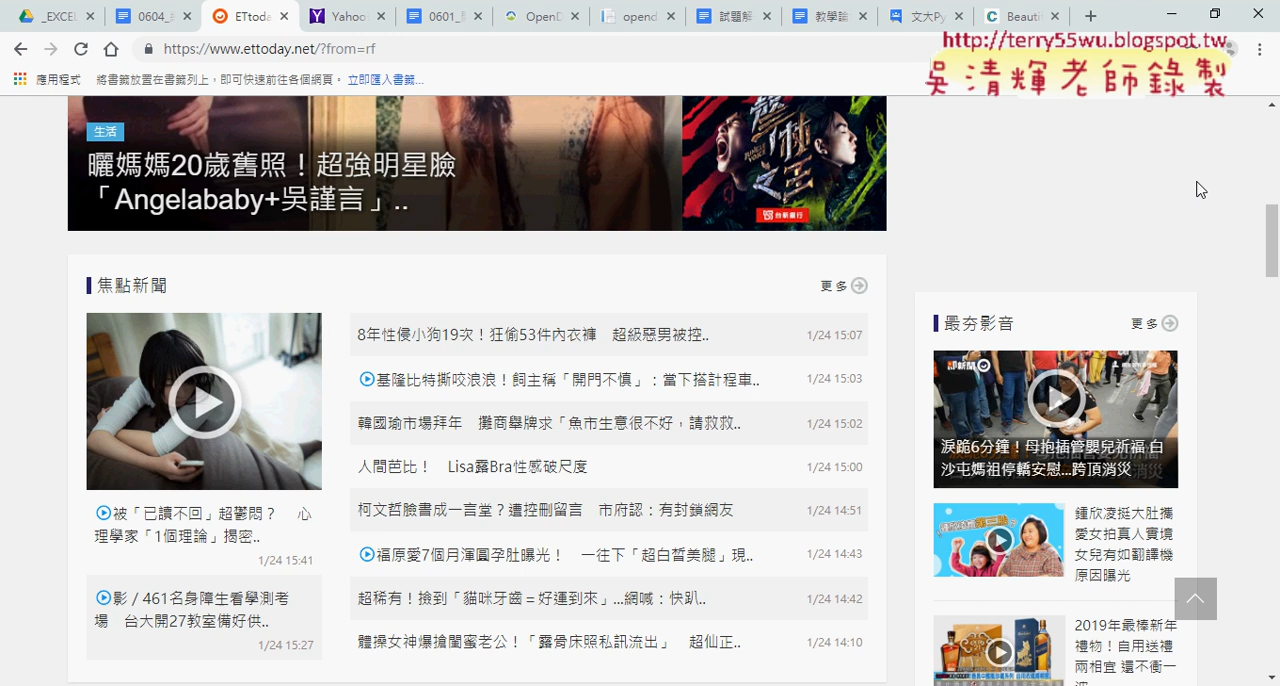 _EXCEL
0604_
ETtoda
Yahoo
0601_
OpenD
opend
試題解
教學論
文大Py
Beauti
https://www.ettoday.net/?from=rf
http://terry55wu.blogspot.tw
吳清輝老師錄製
應用程式
將書籤放置在書籤列上，即可快速前往各個網頁。 立即匯入書籤...
生活
曬媽媽20歲舊照！超強明星臉
「Angelababy+吳謹言」..
台新銀行
焦點新聞
更多
被「已讀不回」超鬱悶？ 心
理學家「1個理論」揭密..
1/24 15:41
影／461名身障生看學測考
場 台大開27教室備好供..
1/24 15:27
8年性侵小狗19次！狂偷53件內衣褲 超級惡男被控..
1/24 15:07
基隆比特撕咬浪浪！飼主稱「開門不慎」：當下搭計程車..
1/24 15:03
韓國瑜市場拜年 攤商舉牌求「魚市生意很不好，請救救..
1/24 15:02
人間芭比！ Lisa露Bra性感破尺度
1/24 15:00
柯文哲臉書成一言堂？遭控刪留言 市府認：有封鎖網友
1/24 14:51
福原愛7個月渾圓孕肚曝光！ 一往下「超白皙美腿」現..
1/24 14:43
超稀有！撿到「貓咪牙齒＝好運到來」...網喊：快趴..
1/24 14:42
體操女神爆搶閨蜜老公！「露骨床照私訊流出」 超仙正..
1/24 14:10
最夯影音
更多
淚跪6分鐘！母抱插管嬰兒祈福 白
沙屯媽祖停轎安慰...跨頂消災
鍾欣凌挺大肚攜
愛女拍真人實境
女兒有如翻譯機
原因曝光
2019年最棒新年
禮物！自用送禮
兩相宜 還不衝一
波